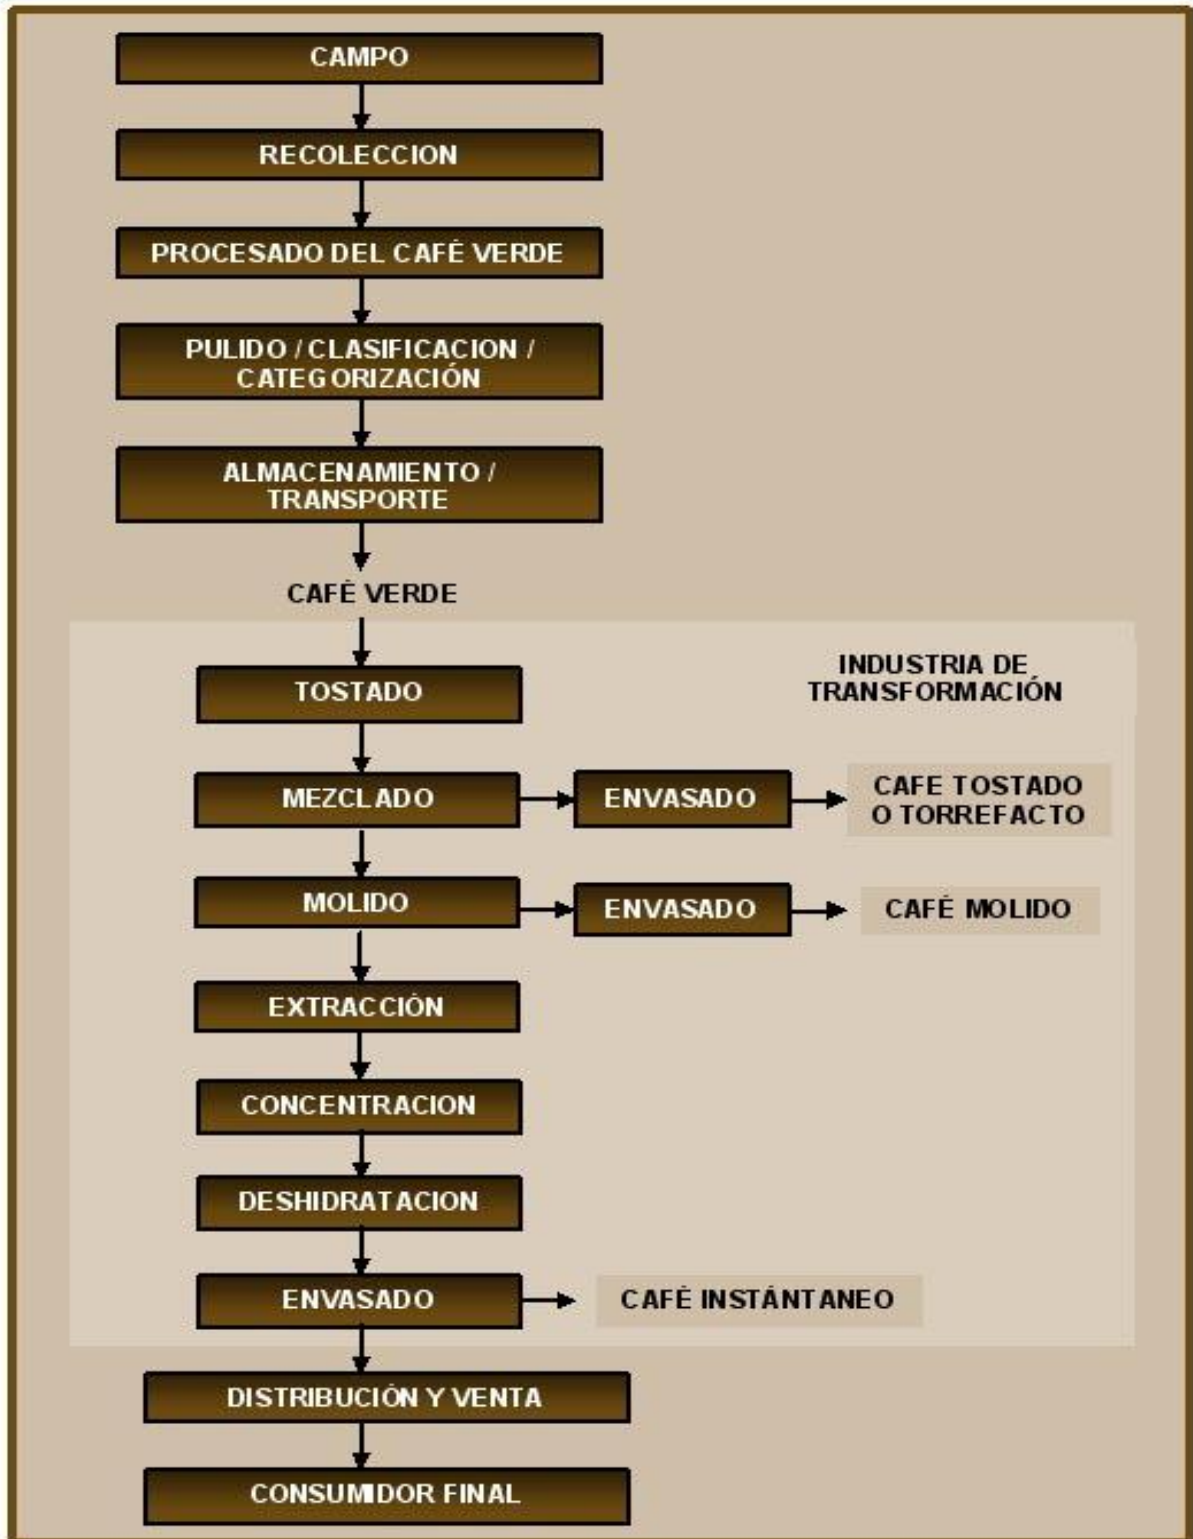 CAMPO
RECOLECCION
PROCESADO DEL CAFÉ VERDE
PULIDO / CLASIFICACION /
CATEGORIZACIÓN
ALMACENAMIENTO /
TRANSPORTE
CAFÉ VERDE
INDUSTRIA DE
TRANSFORMACIÓN
TOSTADO
MEZCLADO
ENVASADO
CAFE TOSTADO
O TORREFACTO
MOLIDO
ENVASADO
CAFÉ MOLIDO
EXTRACCIÓN
CONCENTRACION
DESHIDRATACION
ENVASADO
CAFÉ INSTÁNTANEO
DISTRIBUCIÓN Y VENTA
CONSUMIDOR FINAL